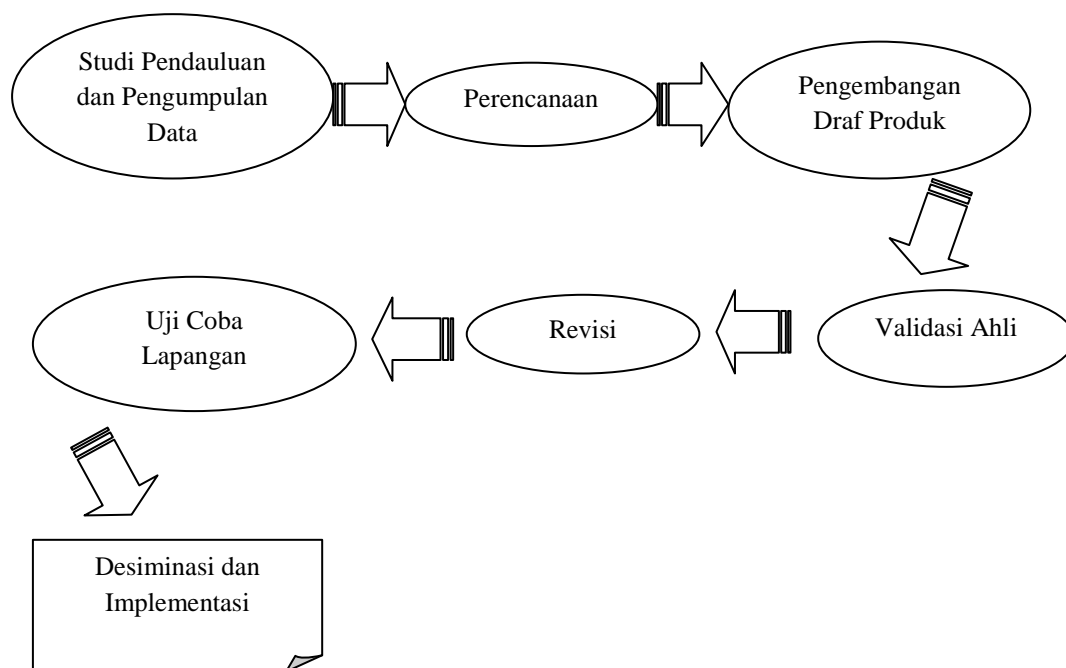 Studi Pendauluan
dan Pengumpulan
Data
Perencanaan
Pengembangan
Draf Produk
Validasi Ahli
Revisi
Uji Coba
Lapangan
Desiminasi dan
Implementasi